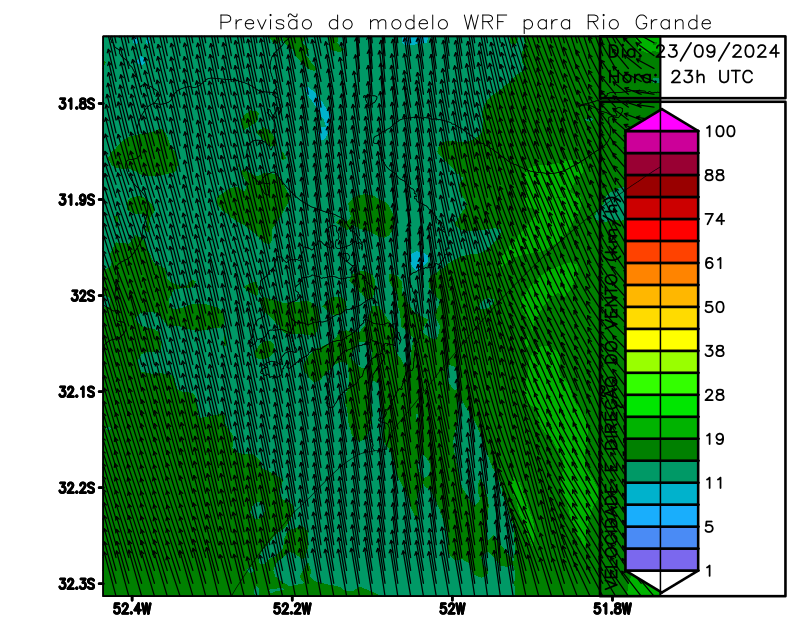 Previsão do modelo WRF para Rio Grande
Dia: 23/09/2024
Hora: 23h UTC
31.8S
31.9S
32S
32.1S
32.2S
32.3S
52.4W
52.2W
52W
51.8W
VELOCIDADE E DIREÇÃO DO VENTO (km/h)
100
88
74
61
50
38
28
19
11
5
1